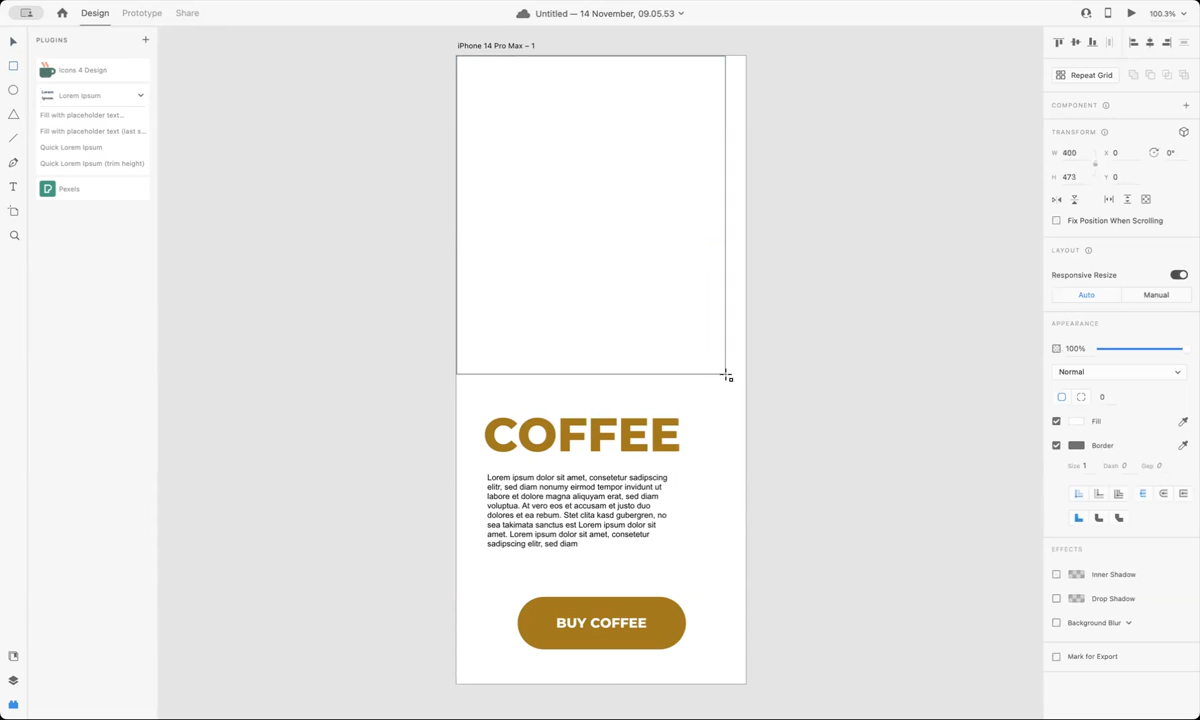 Design
Prototype
Share
Untitled — 14 November, 09.05.53
100.3%
PLUGINS
Icons 4 Design
Lorem Ipsum
Lorem Ipsum
Fill with placeholder text...
Fill with placeholder text (last s...
Quick Lorem Ipsum
Quick Lorem Ipsum (trim height)
Pexels
iPhone 14 Pro Max – 1
COFFEE
Lorem ipsum dolor sit amet, consetetur sadipscing
elitr, sed diam nonumy eirmod tempor invidunt ut
labore et dolore magna aliquyam erat, sed diam
voluptua. At vero eos et accusam et justo duo
dolores et ea rebum. Stet clita kasd gubergren, no
sea takimata sanctus est Lorem ipsum dolor sit
amet. Lorem ipsum dolor sit amet, consetetur
sadipscing elitr, sed diam
BUY COFFEE
Repeat Grid
COMPONENT
TRANSFORM
W 400 X 0 0°
H 473 Y 0
Fix Position When Scrolling
LAYOUT
Responsive Resize
Auto
Manual
APPEARANCE
100%
Normal
0
Fill
Border
Size 1 Dash 0 Gap 0
EFFECTS
Inner Shadow
Drop Shadow
Background Blur
Mark for Export